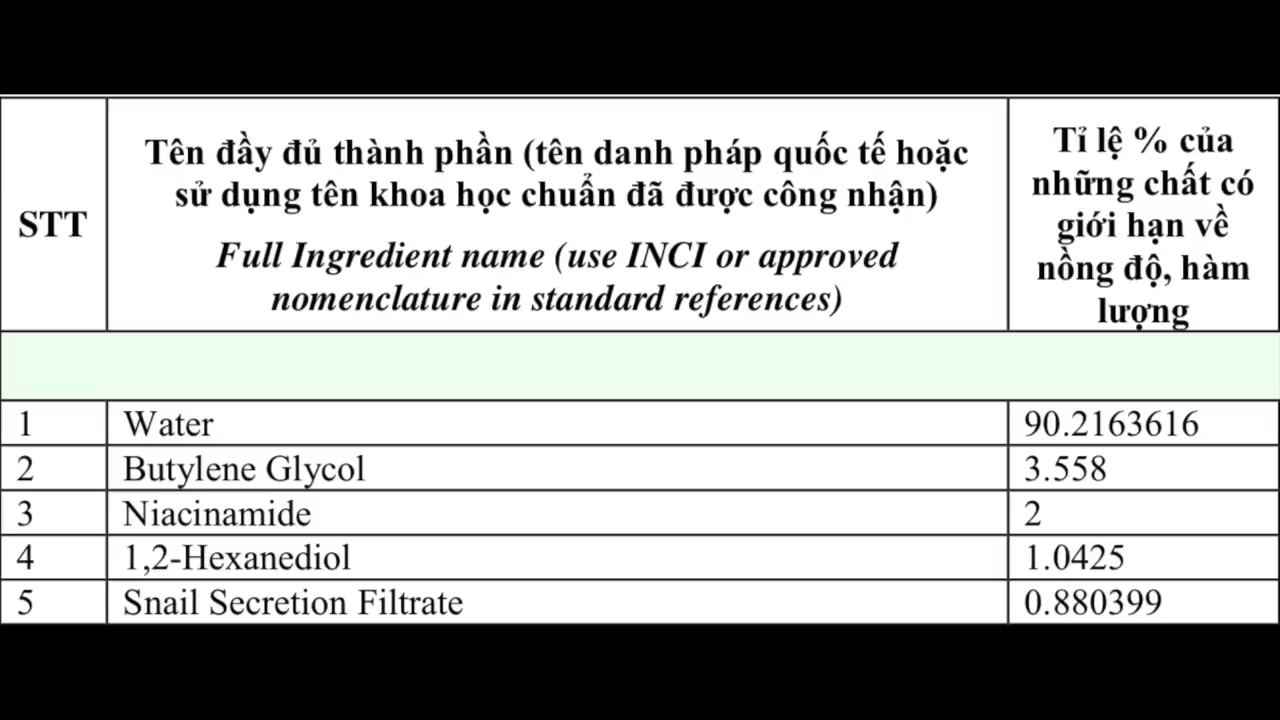 STT
Tên đầy đủ thành phần (tên danh pháp quốc tế hoặc
sử dụng tên khoa học chuẩn đã được công nhận)
Full Ingredient name (use INCI or approved
nomenclature in standard references)
Tỉ lệ % của
những chất có
giới hạn về
nồng độ, hàm
lượng
1 Water 90.2163616
2 Butylene Glycol 3.558
3 Niacinamide 2
4 1,2-Hexanediol 1.0425
5 Snail Secretion Filtrate 0.880399